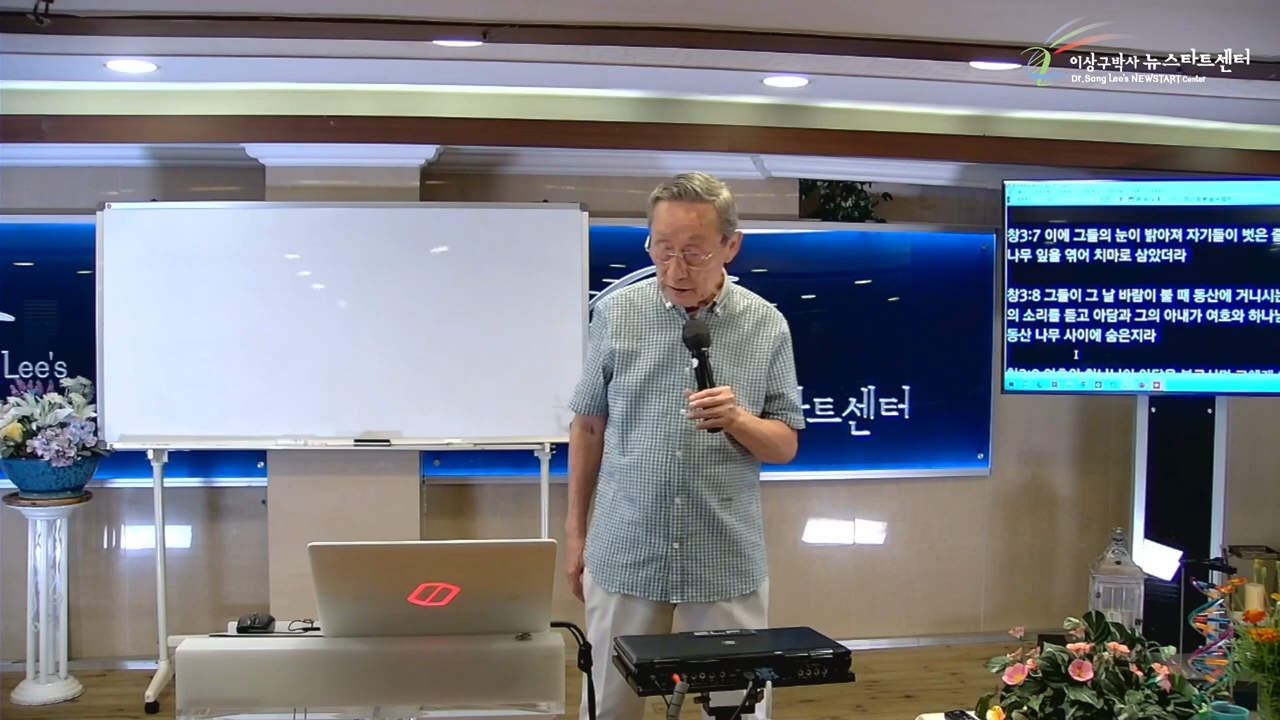 이상구박사 뉴스타트센터
Dr.Sang Lee's NEWSTART Center
창3:7 이에 그들의 눈이 밝아져 자기들이 벗은 줄
나무 잎을 엮어 치마로 삼았더라
창3:8 그들이 그 날 바람이 불 때 동산에 거니시는
의 소리를 듣고 아담과 그의 아내가 여호와 하나님
동산 나무 사이에 숨은지라
Lee's
타트센터